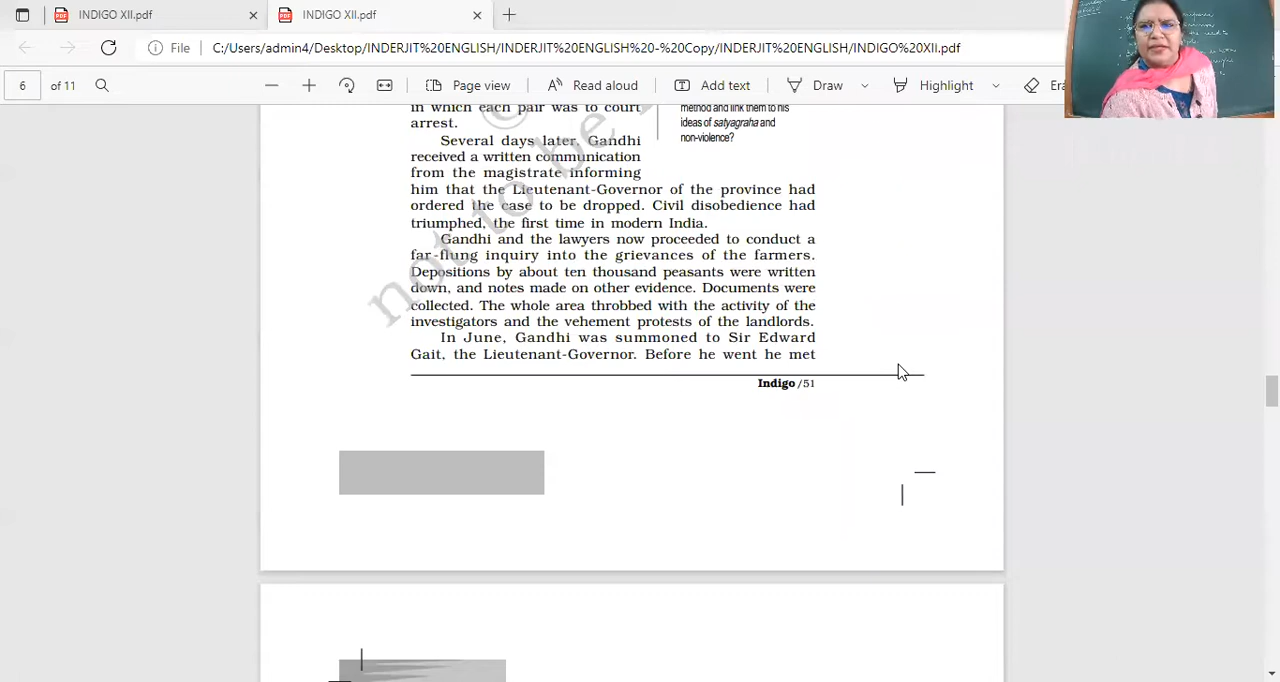 INDIGO XII.pdf
INDIGO XII.pdf
File
C:/Users/admin4/Desktop/INDERJIT%20ENGLISH/INDERJIT%20ENGLISH%20-%20Copy/INDERJIT%20ENGLISH/INDIGO%20XII.pdf
6 of 11
Page view
Read aloud
Add text
Draw
Highlight
in which each pair was to court
arrest.
method and link them to his
ideas of satyagraha and
non-violence?
Several days later, Gandhi
received a written communication
from the magistrate informing
him that the Lieutenant-Governor of the province had
ordered the case to be dropped. Civil disobedience had
triumphed, the first time in modern India.
Gandhi and the lawyers now proceeded to conduct a
far-flung inquiry into the grievances of the farmers.
Depositions by about ten thousand peasants were written
down, and notes made on other evidence. Documents were
collected. The whole area throbbed with the activity of the
investigators and the vehement protests of the landlords.
In June, Gandhi was summoned to Sir Edward
Gait, the Lieutenant-Governor. Before he went he met
Indigo /51
©
not to be